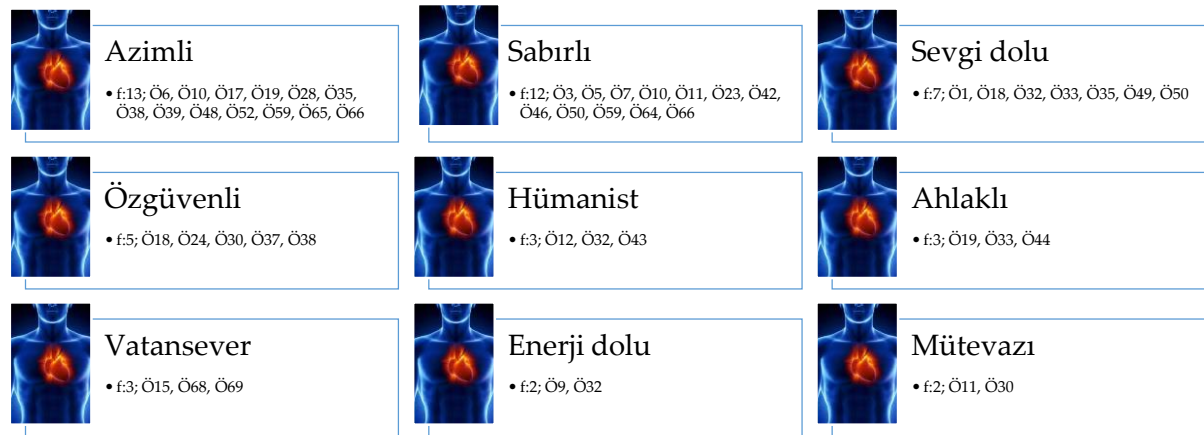 Azimli
• f:13; Ö6, Ö10, Ö17, Ö19, Ö28, Ö35,
Ö38, Ö39, Ö48, Ö52, Ö59, Ö65, Ö66
Sabırlı
• f:12; Ö3, Ö5, Ö7, Ö10, Ö11, Ö23, Ö42,
Ö46, Ö50, Ö59, Ö64, Ö66
Sevgi dolu
• f:7; Ö1, Ö18, Ö32, Ö33, Ö35, Ö49, Ö50
Özgüvenli
• f:5; Ö18, Ö24, Ö30, Ö37, Ö38
Hümanist
• f:3; Ö12, Ö32, Ö43
Ahlaklı
• f:3; Ö19, Ö33, Ö44
Vatansever
• f:3; Ö15, Ö68, Ö69
Enerji dolu
• f:2; Ö9, Ö32
Mütevazı
• f:2; Ö11, Ö30